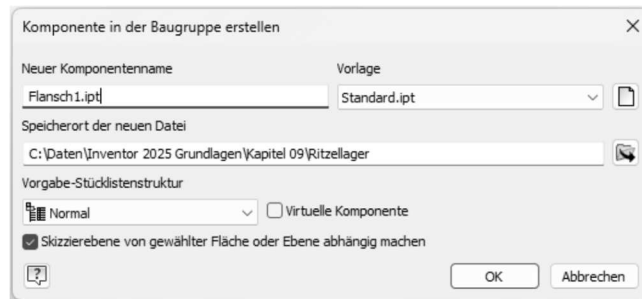 Komponente in der Baugruppe erstellen
Neuer Komponentenname Vorlage
Flansch1.ipt Standard.ipt
Speicherort der neuen Datei
C:\Daten\Inventor 2025 Grundlagen\Kapitel 09\Ritzellager
Vorgabe-Stücklistenstruktur
Normal Virtuelle Komponente
Skizzierebene von gewählter Fläche oder Ebene abhängig machen
? OK Abbrechen